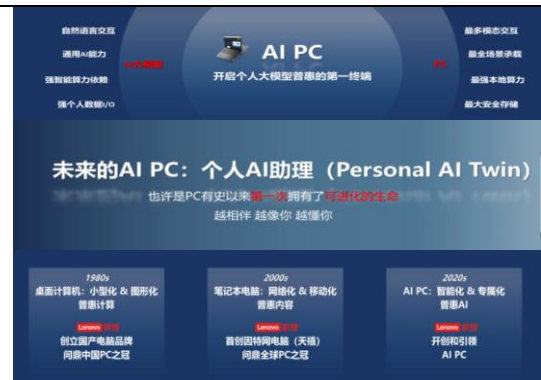 自然语言交互
通用AI能力
强智能算力依赖
强个人数据I/O
AI PC
开启个人大模型普惠的第一终端
最多模态交互
最全场景承载
最强本地算力
最大安全存储
未来的AI PC：个人AI助理（Personal AI Twin）
也许是PC有史以来第一次拥有了可进化的生命
越相伴 越像你 越懂你
1980s
桌面计算机：小型化 & 图形化
普惠计算
Lenovo 联想
创立国产电脑品牌
问鼎中国PC之冠
2000s
笔记本电脑：网络化 & 移动化
普惠内容
Lenovo 联想
首创因特网电脑（天禧）
问鼎全球PC之冠
2020s
AI PC：智能化 & 专属化
普惠AI
Lenovo 联想
开创和引领
AI PC